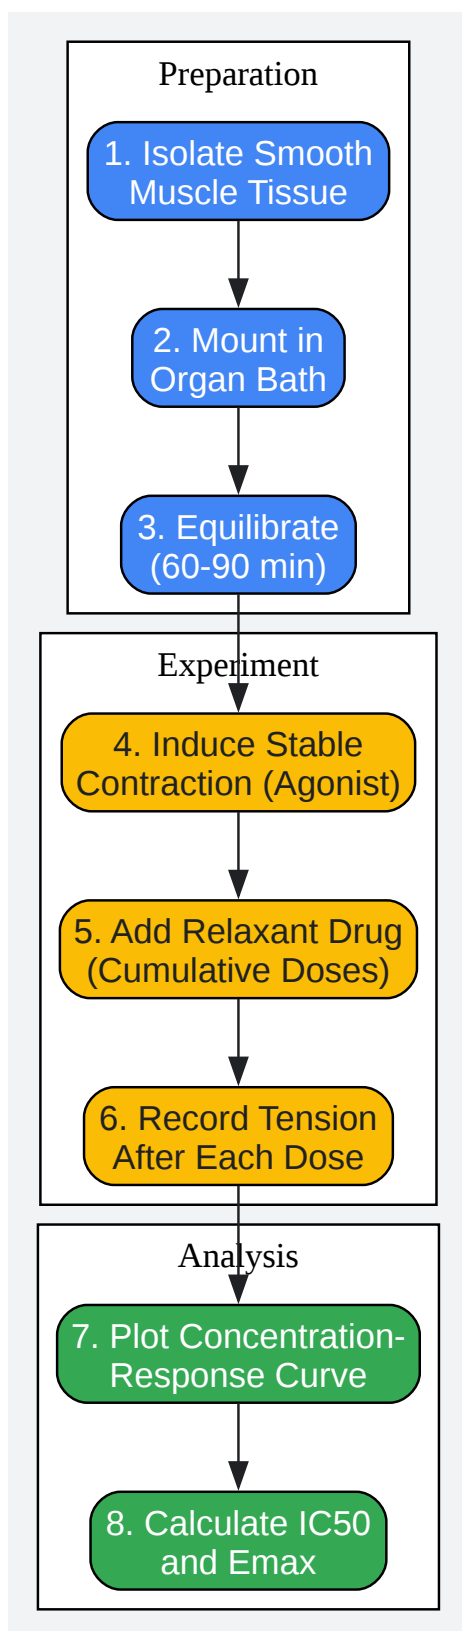 Preparation
1. Isolate Smooth
Muscle Tissue
2. Mount in
Organ Bath
3. Equilibrate
(60-90 min)
Experiment
4. Induce Stable
Contraction (Agonist)
5. Add Relaxant Drug
(Cumulative Doses)
6. Record Tension
After Each Dose
Analysis
7. Plot Concentration-
Response Curve
8. Calculate IC50
and Emax